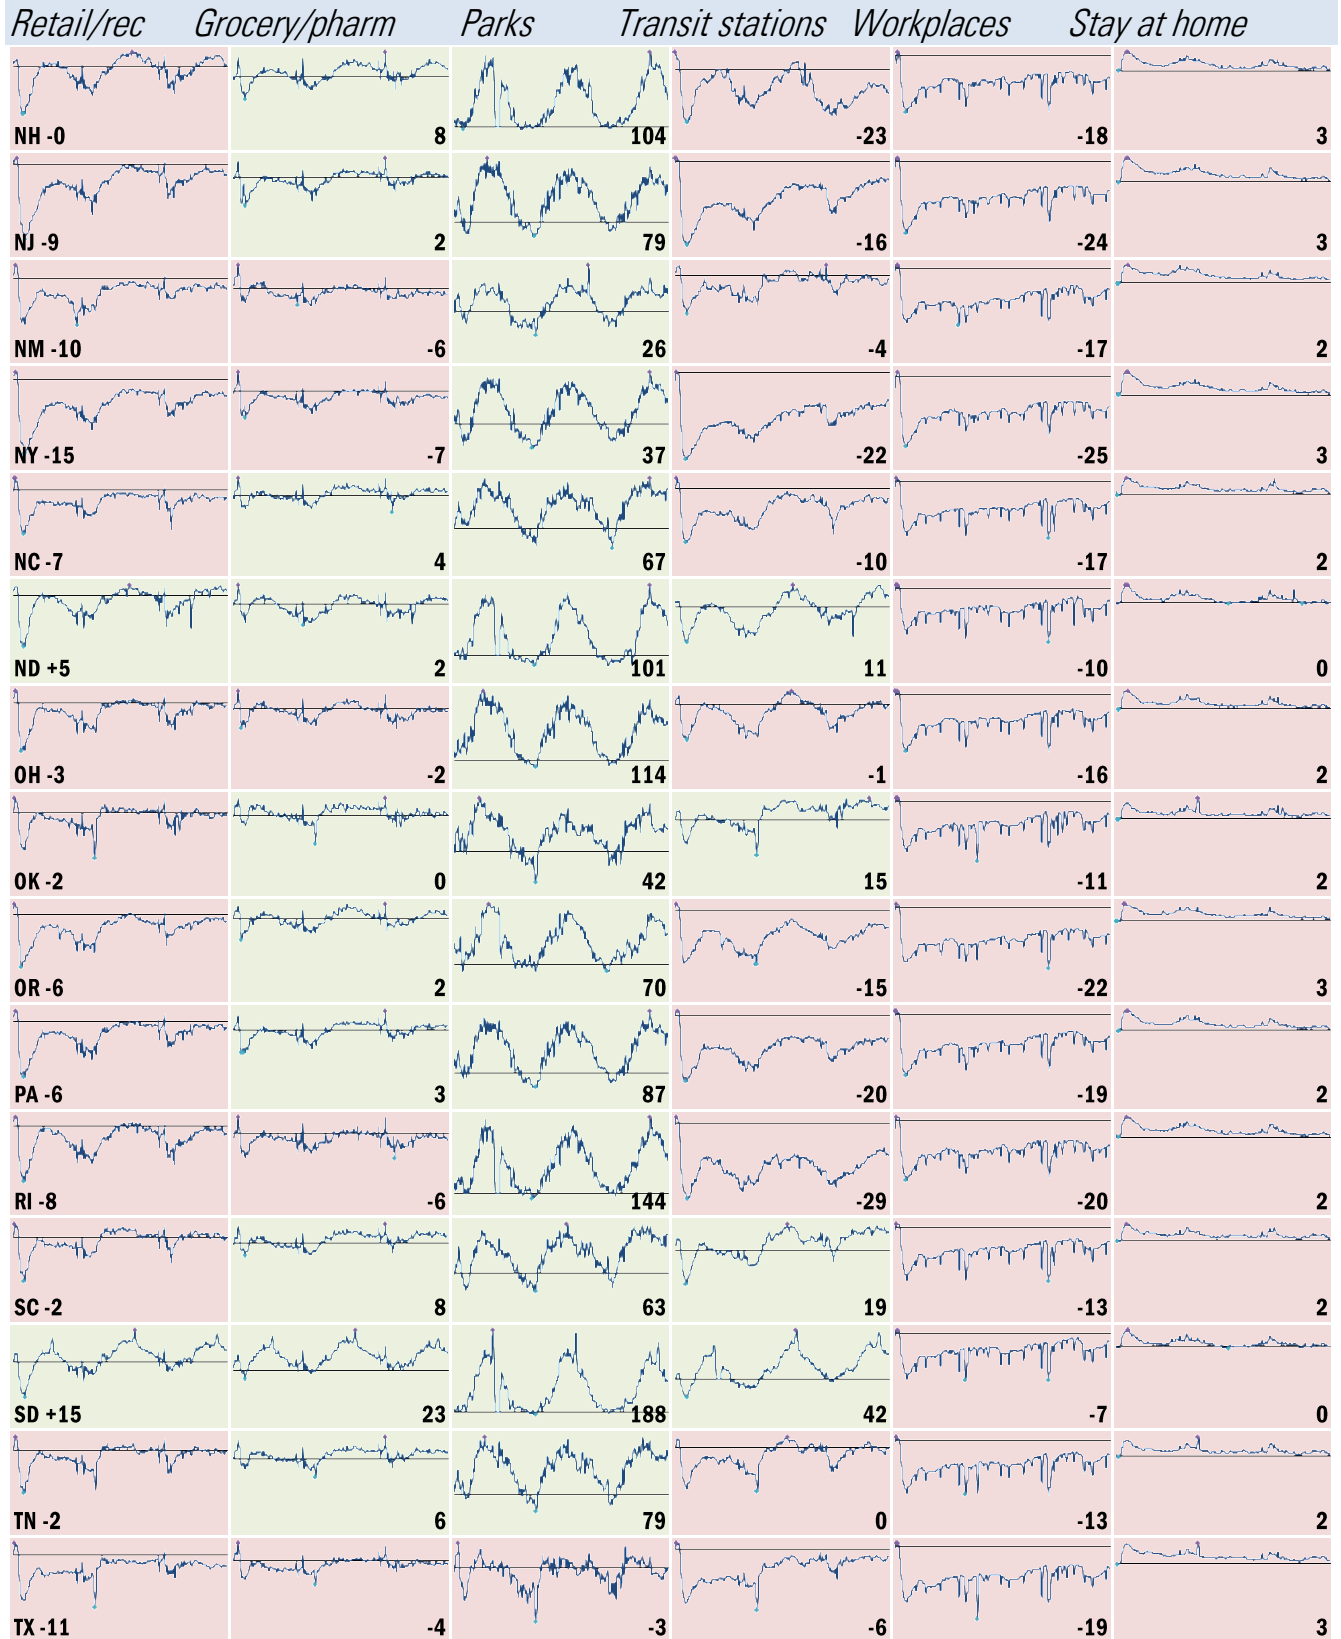 Retail/rec Grocery/pharm Parks Transit stations Workplaces Stay at home
NH -0 8 104 -23 -18 3
NJ -9 2 79 -16 -24 3
NM -10 -6 26 -4 -17 2
NY -15 -7 37 -22 -25 3
NC -7 4 67 -10 -17 2
ND +5 2 101 11 -10 0
OH -3 -2 114 -1 -16 2
OK -2 0 42 15 -11 2
OR -6 2 70 -15 -22 3
PA -6 3 87 -20 -19 2
RI -8 -6 144 -29 -20 2
SC -2 8 63 19 -13 2
SD +15 23 188 42 -7 0
TN -2 6 79 0 -13 2
TX -11 -4 -3 -6 -19 3